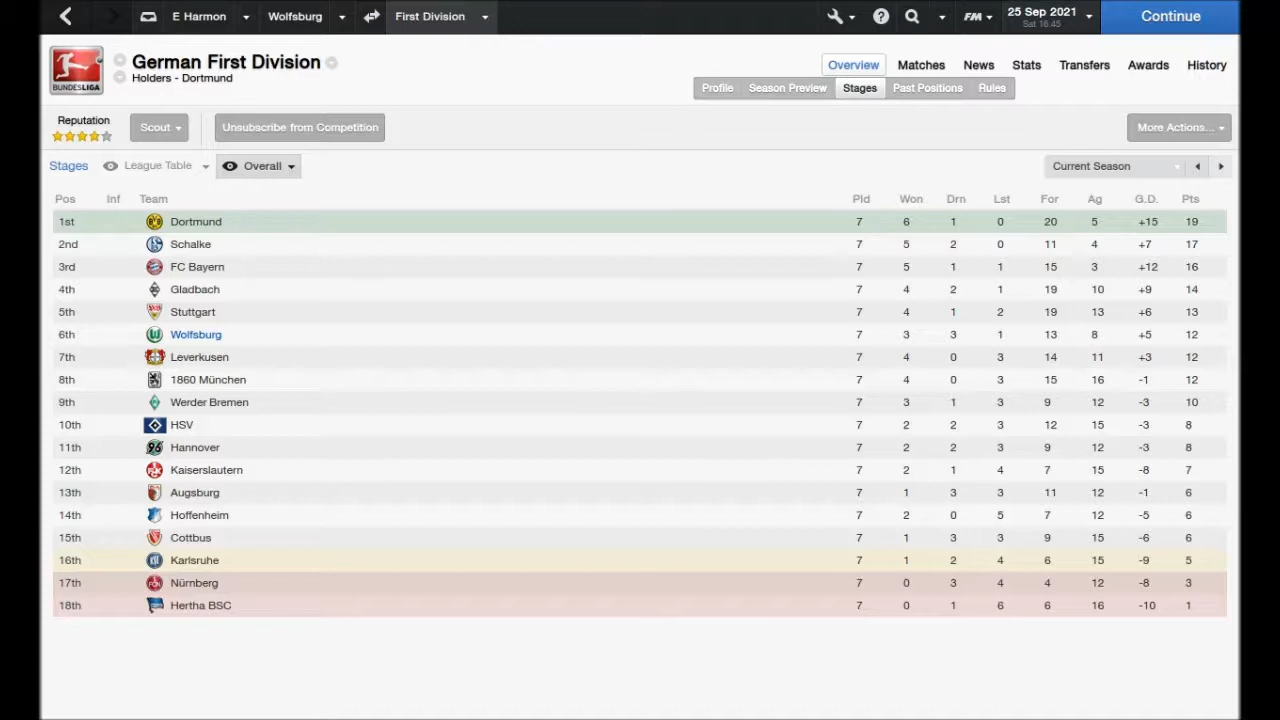 E Harmon Wolfsburg First Division FM 25 Sep 2021 Continue
Sat 16:45
BUNDESLIGA
German First Division
Holders - Dortmund
Overview Matches News Stats Transfers Awards History
Profile Season Preview Stages Past Positions Rules
Reputation
Scout Unsubscribe from Competition More Actions...
Stages League Table Overall Current Season
Pos Inf Team Pld Won Drn Lst For Ag G.D. Pts
1st Dortmund 7 6 1 0 20 5 +15 19
2nd Schalke 7 5 2 0 11 4 +7 17
3rd FC Bayern 7 5 1 1 15 3 +12 16
4th Gladbach 7 4 2 1 19 10 +9 14
5th Stuttgart 7 4 1 2 19 13 +6 13
6th Wolfsburg 7 3 3 1 13 8 +5 12
7th Leverkusen 7 4 0 3 14 11 +3 12
8th 1860 München 7 4 0 3 15 16 -1 12
9th Werder Bremen 7 3 1 3 9 12 -3 10
10th HSV 7 2 2 3 12 15 -3 8
11th Hannover 7 2 2 3 9 12 -3 8
12th Kaiserslautern 7 2 1 4 7 15 -8 7
13th Augsburg 7 1 3 3 11 12 -1 6
14th Hoffenheim 7 2 0 5 7 12 -5 6
15th Cottbus 7 1 3 3 9 15 -6 6
16th Karlsruhe 7 1 2 4 6 15 -9 5
17th Nürnberg 7 0 3 4 4 12 -8 3
18th Hertha BSC 7 0 1 6 6 16 -10 1